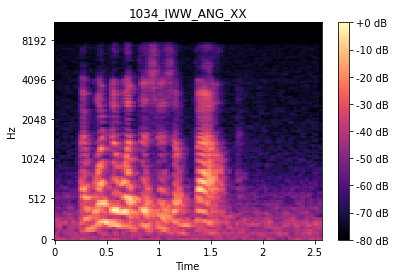 1034_IWW_ANG_XX
Hz
8192
4096
2048
1024
512
0
0
0.5
1
1.5
2
2.5
Time
+0 dB
-10 dB
-20 dB
-30 dB
-40 dB
-50 dB
-60 dB
-70 dB
-80 dB